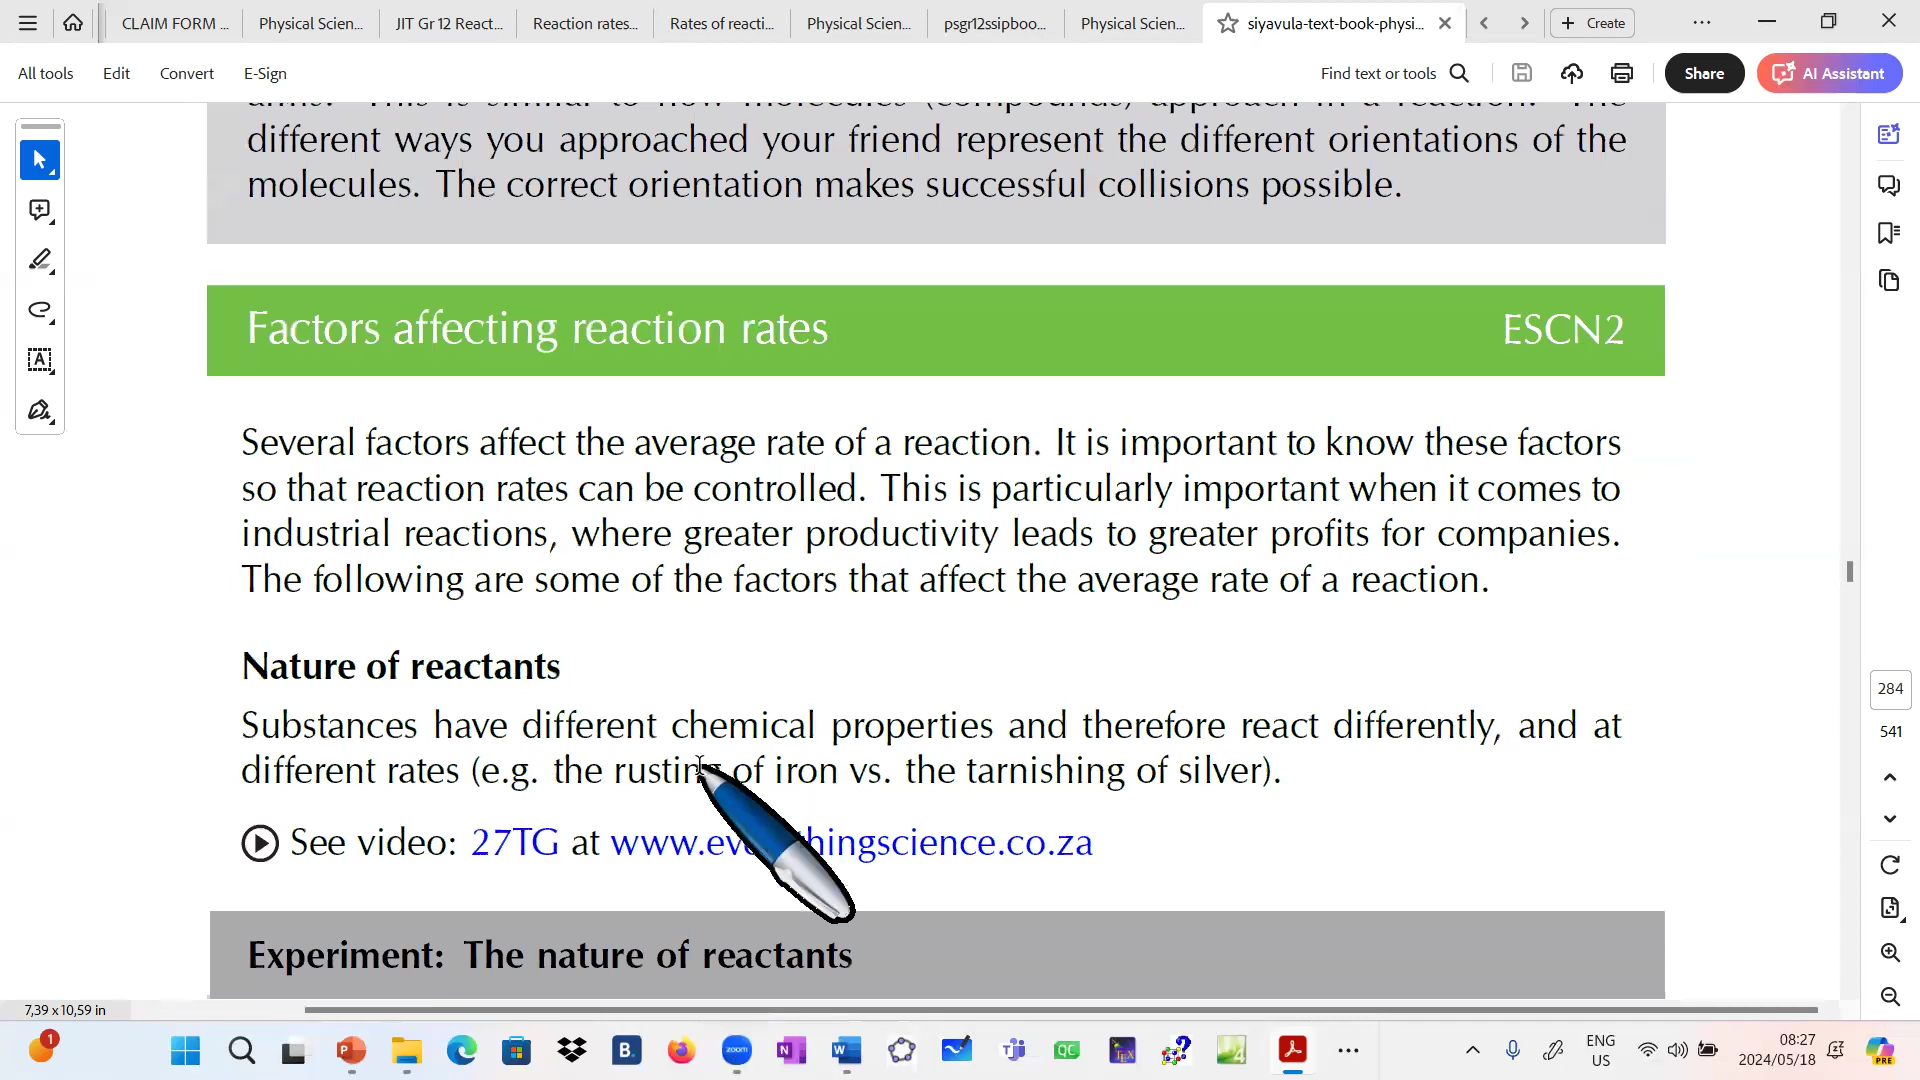 CLAIM FORM ...
Physical Scien...
JIT Gr 12 React...
Reaction rates...
Rates of reacti...
Physical Scien...
psgr12ssipboo...
Physical Scien...
siyavula-text-book-physi...
Create
All tools
Edit
Convert
E-Sign
Find text or tools
Share
AI Assistant
different ways you approached your friend represent the different orientations of the
molecules. The correct orientation makes successful collisions possible.
Factors affecting reaction rates
ESCN2
Several factors affect the average rate of a reaction. It is important to know these factors
so that reaction rates can be controlled. This is particularly important when it comes to
industrial reactions, where greater productivity leads to greater profits for companies.
The following are some of the factors that affect the average rate of a reaction.
Nature of reactants
Substances have different chemical properties and therefore react differently, and at
different rates (e.g. the rusting of iron vs. the tarnishing of silver).
See video: 27TG at www.everythingscience.co.za
Experiment: The nature of reactants
284
541
7,39 x 10,59 in
1
zoom
ENG
US
08:27
2024/05/18
PRE